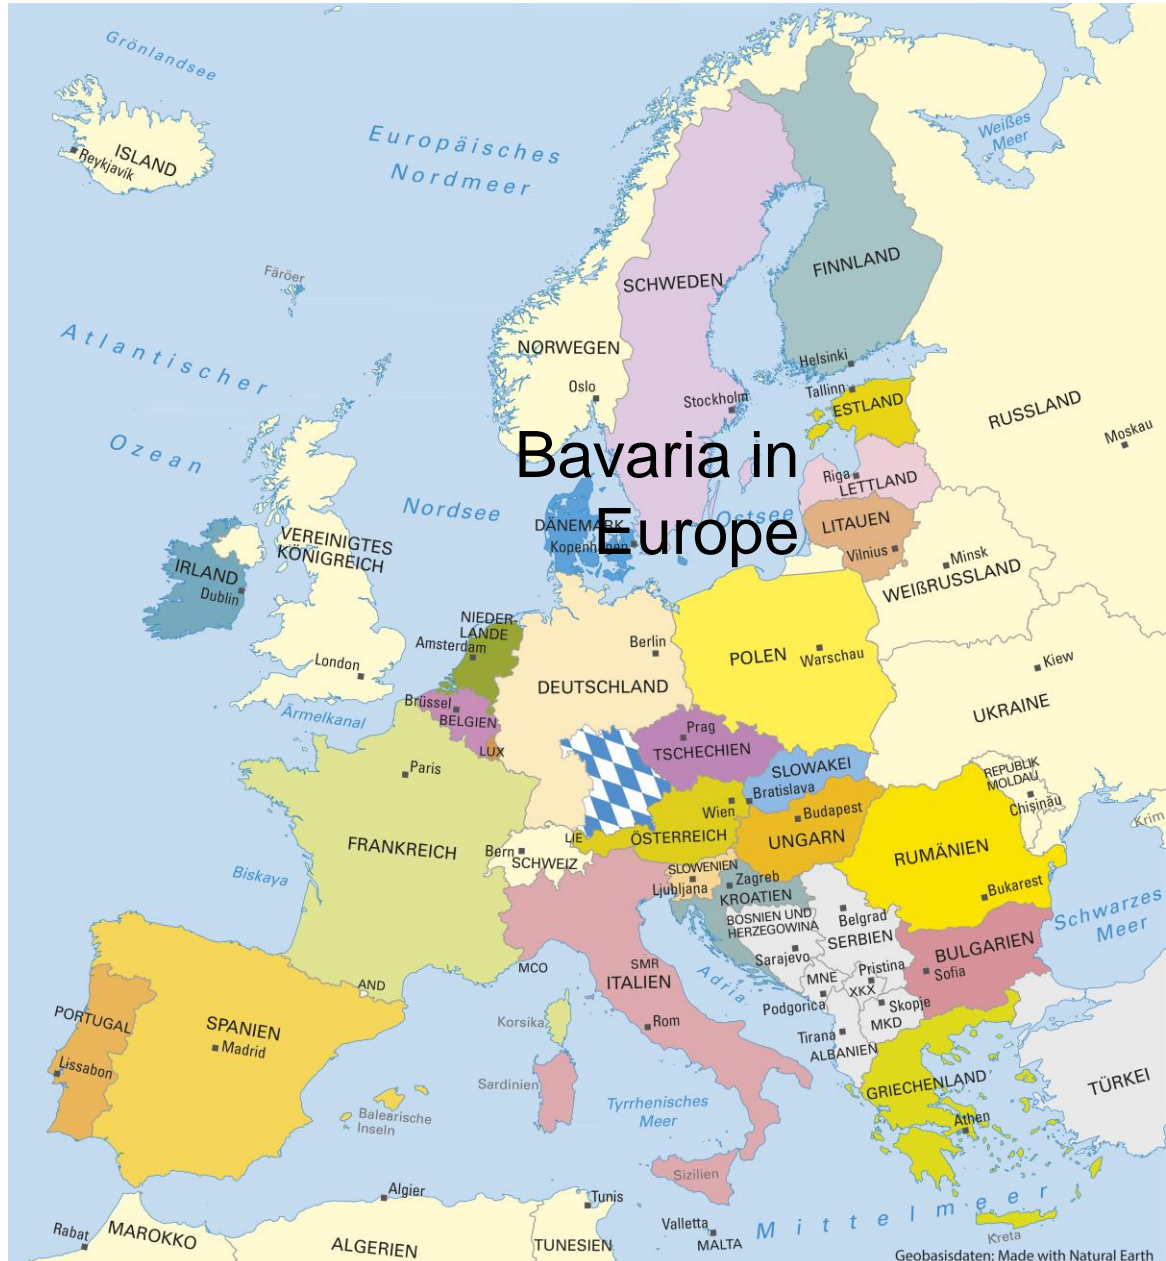 Grönlandsee
ISLAND
Reykjavík
Europäisches
Nordmeer
Weißes
Meer
Färöer
SCHWEDEN
FINNLAND
Atlantischer
Ozean
NORWEGEN
Oslo
Helsinki
Stockholm
Tallinn
ESTLAND
RUSSLAND
Moskau
Bavaria in
Europe
Riga
LETTLAND
Nordsee
Ostsee
DÄNEMARK
Kopenhagen
LITAUEN
Vilnius
VEREINIGTES
KÖNIGREICH
IRLAND
Dublin
Minsk
WEIßRUSSLAND
NIEDER-
LANDE
Amsterdam
Berlin
London
POLEN
Warschau
Kiew
DEUTSCHLAND
UKRAINE
Brüssel
BELGIEN
Ärmelkanal
LUX
Prag
TSCHECHIEN
Paris
SLOWAKEI
Bratislava
REPUBLIK
MOLDAU
Chișinău
Krim
Wien
Budapest
LIE
ÖSTERREICH
UNGARN
FRANKREICH
Bern
SCHWEIZ
RUMÄNIEN
Bukarest
Biskaya
SLOWENIEN
Ljubljana
Zagreb
KROATIEN
BOSNIEN UND
HERZEGOWINA
Sarajevo
Belgrad
SERBIEN
Schwarzes
Meer
BULGARIEN
Sofia
MCO
SMR
ITALIEN
Adria
AND
MNE
Pristina
XKX
Podgorica
Skopje
MKD
PORTUGAL
Lissabon
SPANIEN
Madrid
Korsika
Rom
Tirana
ALBANIEN
Sardinien
Tyrrhenisches
Meer
GRIECHENLAND
Athen
TÜRKEI
Balearische
Inseln
Sizilien
Algier
Tunis
Rabat
MAROKKO
ALGERIEN
TUNESIEN
Valletta
MALTA
Mittelmeer
Kreta
Geobasisdaten: Made with Natural Earth